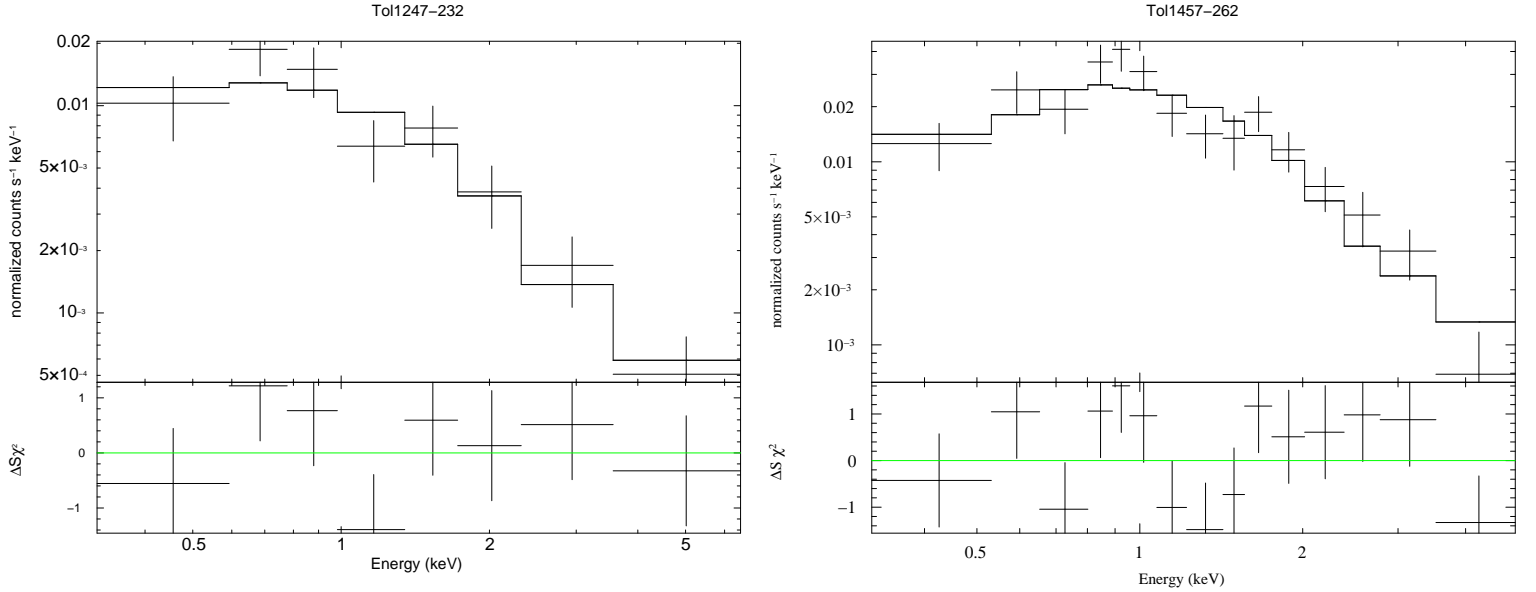 Tol1247−232
normalized counts s⁻¹ keV⁻¹
0.02
0.01
5×10⁻³
2×10⁻³
10⁻³
5×10⁻⁴
ΔSχ²
1
0
−1
0.5 1 2 5
Energy (keV)
Tol1457−262
normalized counts s⁻¹ keV⁻¹
0.02
0.01
5×10⁻³
2×10⁻³
10⁻³
ΔS χ²
1
0
−1
0.5 1 2
Energy (keV)